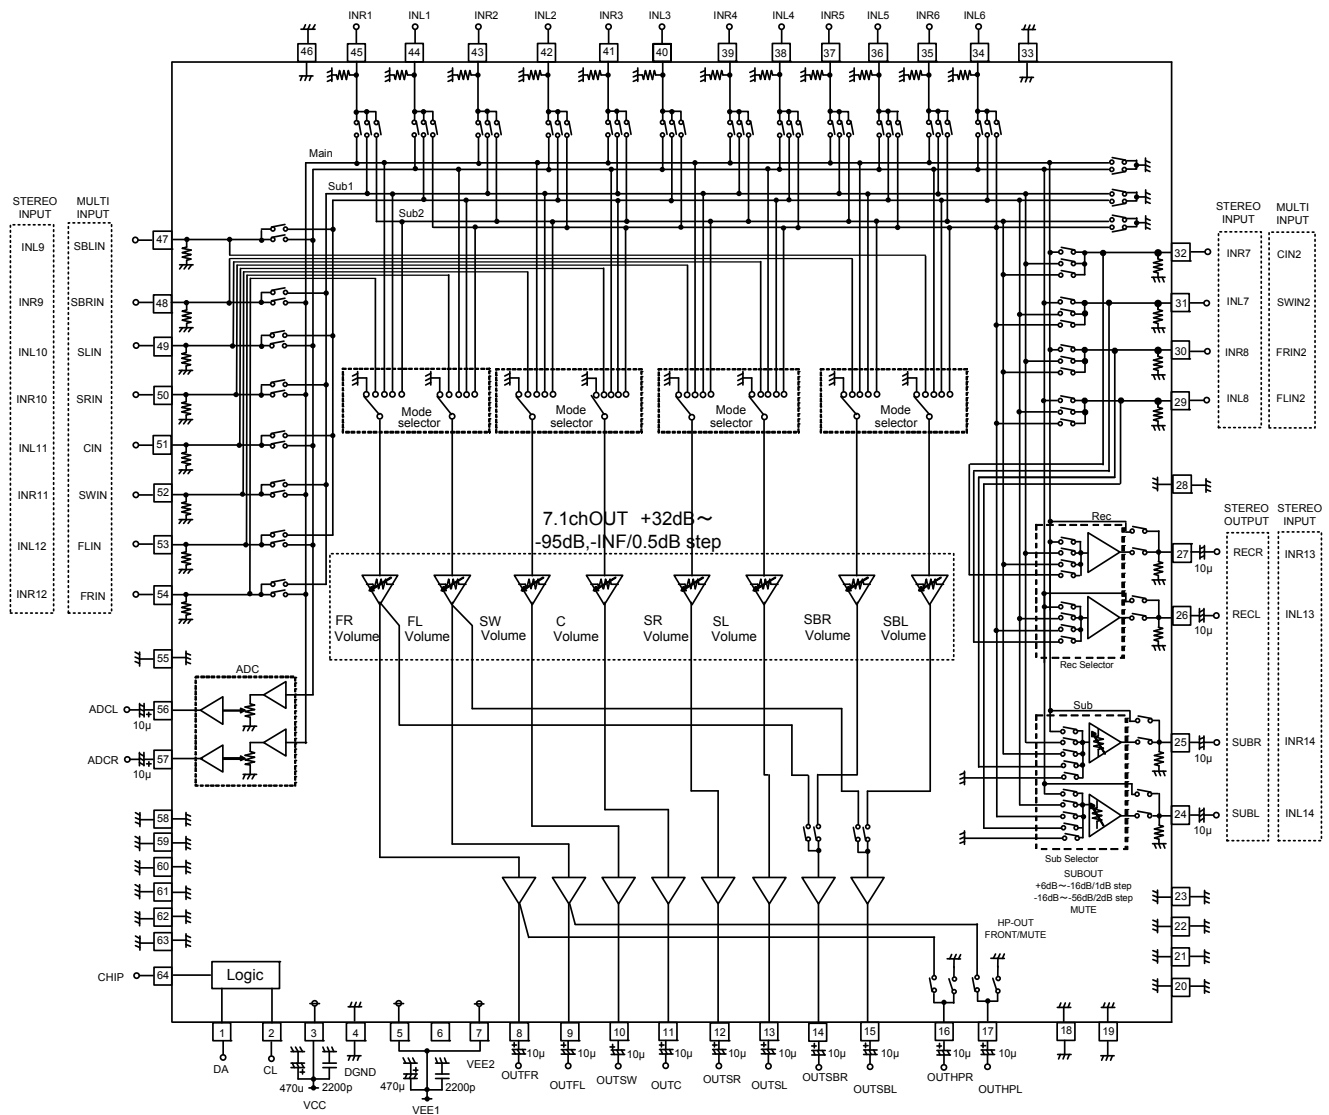 INR1 INL1 INR2 INL2 INR3 INL3 INR4 INL4 INR5 INL5 INR6 INL6
46 45 44 43 42 41 40 39 38 37 36 35 34 33
Main
Sub1
Sub2
STEREO INPUT
MULTI INPUT
INL9 SBLIN 47
INR9 SBRIN 48
INL10 SLIN 49
INR10 SRIN 50
INL11 CIN 51
INR11 SWIN 52
INL12 FLIN 53
INR12 FRIN 54
STEREO INPUT
MULTI INPUT
32 INR7 CIN2
31 INL7 SWIN2
30 INR8 FRIN2
29 INL8 FLIN2
28
Mode selector
Mode selector
Mode selector
Mode selector
7.1chOUT +32dB～
-95dB,-INF/0.5dB step
FR Volume
FL Volume
SW Volume
C Volume
SR Volume
SL Volume
SBR Volume
SBL Volume
STEREO OUTPUT
STEREO INPUT
Rec
27 10μ RECR INR13
26 10μ RECL INL13
Rec Selector
Sub
25 10μ SUBR INR14
24 10μ SUBL INL14
Sub Selector
SUBOUT
+6dB～-16dB/1dB step
-16dB～-56dB/2dB step
MUTE
55
ADC
ADCL 10μ + 56
ADCR 10μ + 57
58
59
60
61
62
63
CHIP 64
Logic
HP-OUT
FRONT/MUTE
23
22
21
20
1 2 3 4 5 6 7 8 9 10 11 12 13 14 15 16 17 18 19
DA CL DGND VEE2
+ 10μ + 10μ + 10μ + 10μ + 10μ + 10μ + 10μ + 10μ + 10μ + 10μ
OUTFR OUTFL OUTSW OUTC OUTSR OUTSL OUTSBR OUTSBL OUTHPR OUTHPL
470u + 2200p
470μ + 2200p
VCC
VEE1